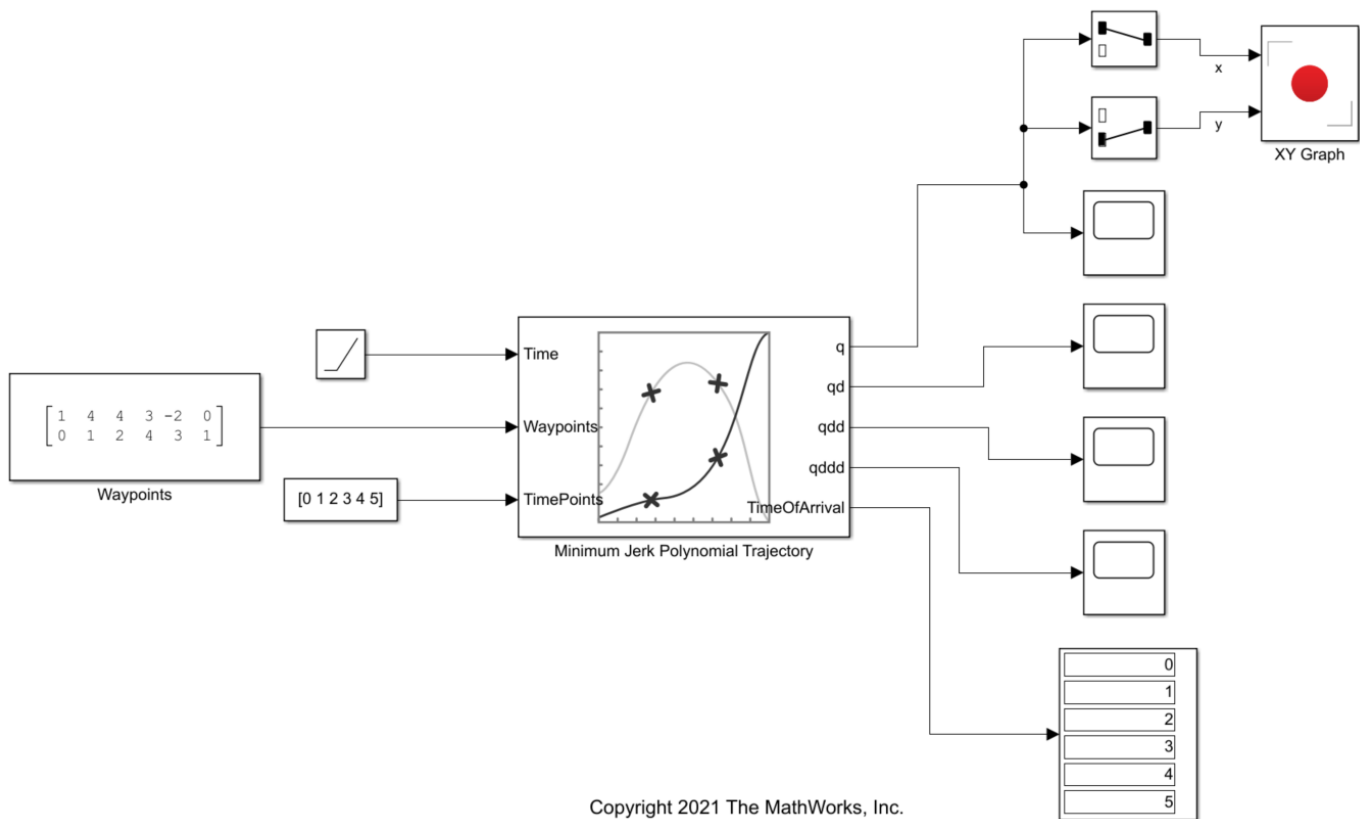 x
y
XY Graph
1 4 4 3 -2 0
0 1 2 4 3 1
Waypoints
[0 1 2 3 4 5]
Time
Waypoints
TimePoints
q
qd
qdd
qddd
TimeOfArrival
Minimum Jerk Polynomial Trajectory
0
1
2
3
4
5
Copyright 2021 The MathWorks, Inc.